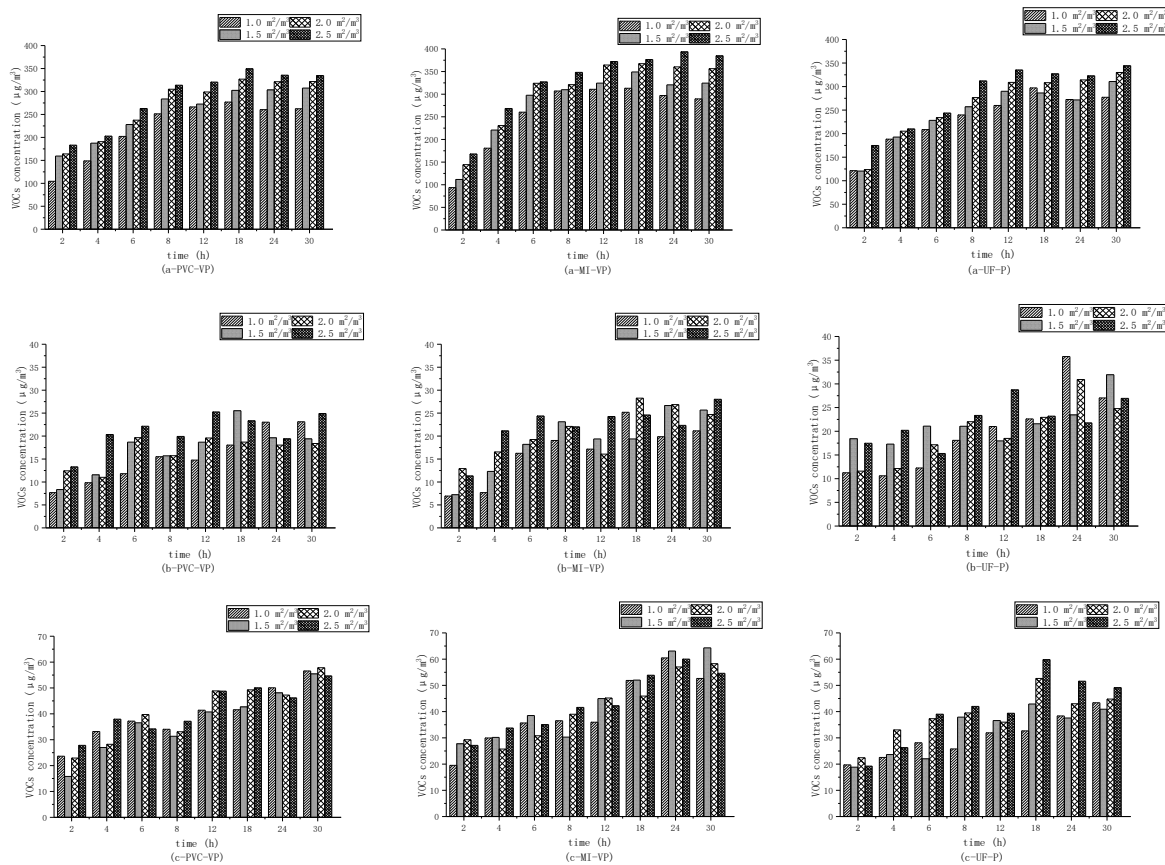 1.0 m²/m³ 2.0 m²/m³
1.5 m²/m³ 2.5 m²/m³
VOCs concentration (μg/m³)
400
350
300
250
200
150
100
50
0
2 4 6 8 12 18 24 30
time (h)
(a-PVC-VP)
1.0 m²/m³ 2.0 m²/m³
1.5 m²/m³ 2.5 m²/m³
VOCs concentration (μg/m³)
400
350
300
250
200
150
100
50
0
2 4 6 8 12 18 24 30
time (h)
(a-MI-VP)
1.0 m²/m³ 2.0 m²/m³
1.5 m²/m³ 2.5 m²/m³
VOCs concentration (μg/m³)
400
350
300
250
200
150
100
50
0
2 4 6 8 12 18 24 30
time (h)
(a-UF-P)
1.0 m²/m³ 2.0 m²/m³
1.5 m²/m³ 2.5 m²/m³
VOCs concentration (μg/m³)
40
35
30
25
20
15
10
5
0
2 4 6 8 12 18 24 30
time (h)
(b-PVC-VP)
1.0 m²/m³ 2.0 m²/m³
1.5 m²/m³ 2.5 m²/m³
VOCs concentration (μg/m³)
40
35
30
25
20
15
10
5
0
2 4 6 8 12 18 24 30
time (h)
(b-MI-VP)
1.0 m²/m³ 2.0 m²/m³
1.5 m²/m³ 2.5 m²/m³
VOCs concentration (μg/m³)
40
35
30
25
20
15
10
5
0
2 4 6 8 12 18 24 30
time (h)
(b-UF-P)
1.0 m²/m³ 2.0 m²/m³
1.5 m²/m³ 2.5 m²/m³
VOCs concentration (μg/m³)
70
60
50
40
30
20
10
0
2 4 6 8 12 18 24 30
time (h)
(c-PVC-VP)
1.0 m²/m³ 2.0 m²/m³
1.5 m²/m³ 2.5 m²/m³
VOCs concentration (μg/m³)
70
60
50
40
30
20
10
0
2 4 6 8 12 18 24 30
time (h)
(c-MI-VP)
1.0 m²/m³ 2.0 m²/m³
1.5 m²/m³ 2.5 m²/m³
VOCs concentration (μg/m³)
70
60
50
40
30
20
10
0
2 4 6 8 12 18 24 30
time (h)
(c-UF-P)